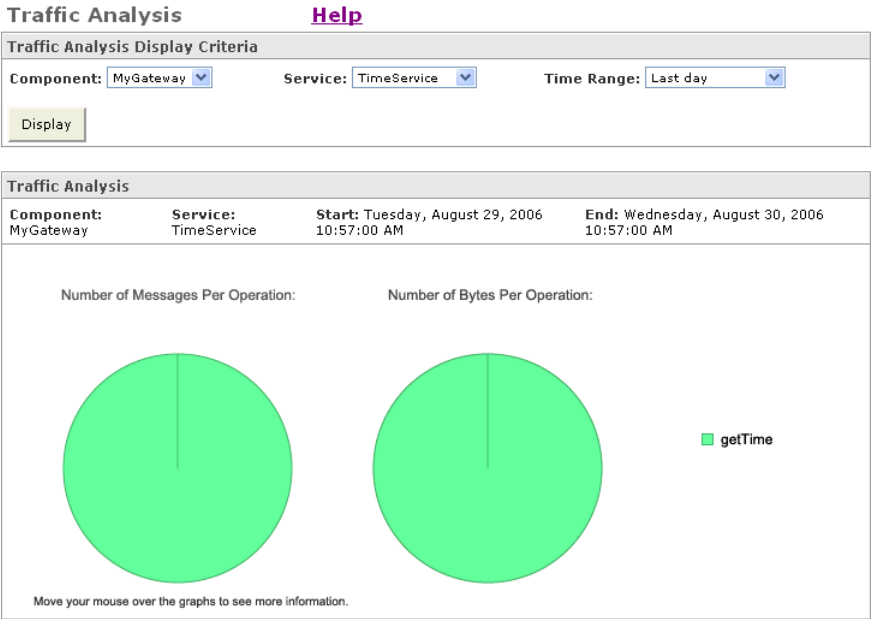 Traffic Analysis Help
Traffic Analysis Display Criteria
Component: MyGateway Service: TimeService Time Range: Last day
Display
Traffic Analysis
Component: Service: Start: Tuesday, August 29, 2006 End: Wednesday, August 30, 2006
MyGateway TimeService 10:57:00 AM 10:57:00 AM
Number of Messages Per Operation: Number of Bytes Per Operation:
getTime
Move your mouse over the graphs to see more information.